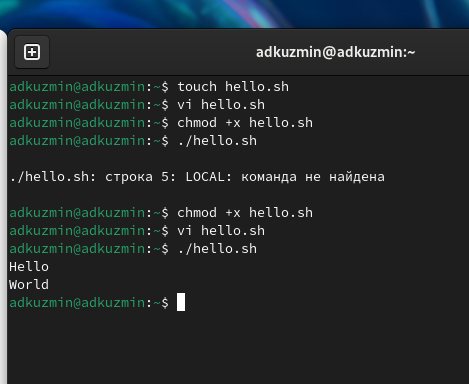 adkuzmin@adkuzmin:~
adkuzmin@adkuzmin:~$ touch hello.sh
adkuzmin@adkuzmin:~$ vi hello.sh
adkuzmin@adkuzmin:~$ chmod +x hello.sh
adkuzmin@adkuzmin:~$ ./hello.sh
./hello.sh: строка 5: LOCAL: команда не найдена
adkuzmin@adkuzmin:~$ chmod +x hello.sh
adkuzmin@adkuzmin:~$ vi hello.sh
adkuzmin@adkuzmin:~$ ./hello.sh
Hello
World
adkuzmin@adkuzmin:~$